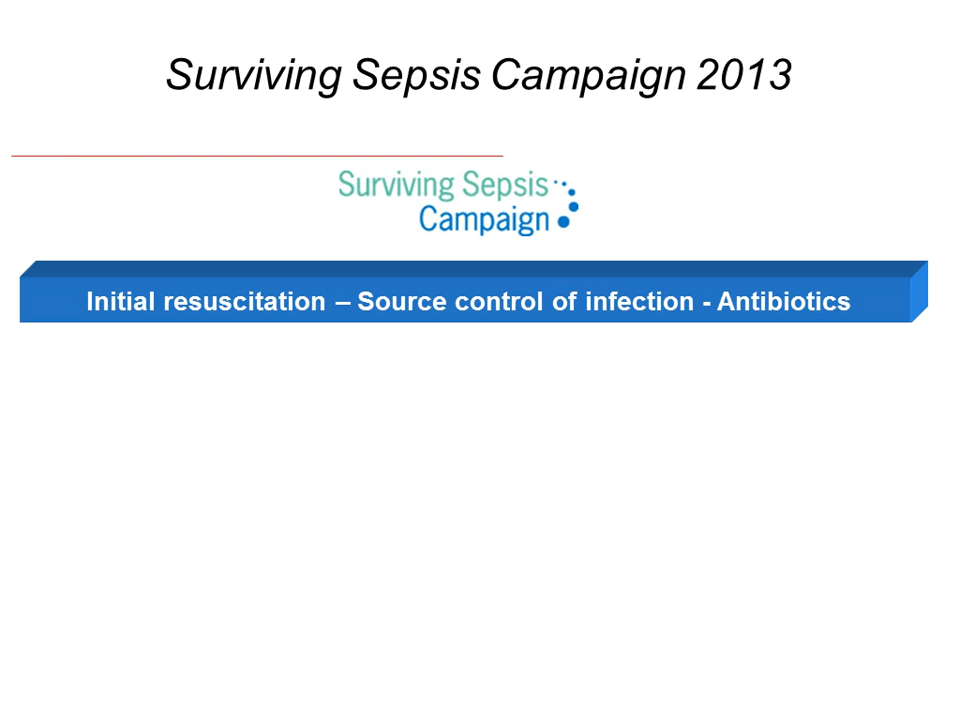 Surviving Sepsis Campaign 2013
Surviving Sepsis
Campaign
Initial resuscitation – Source control of infection - Antibiotics